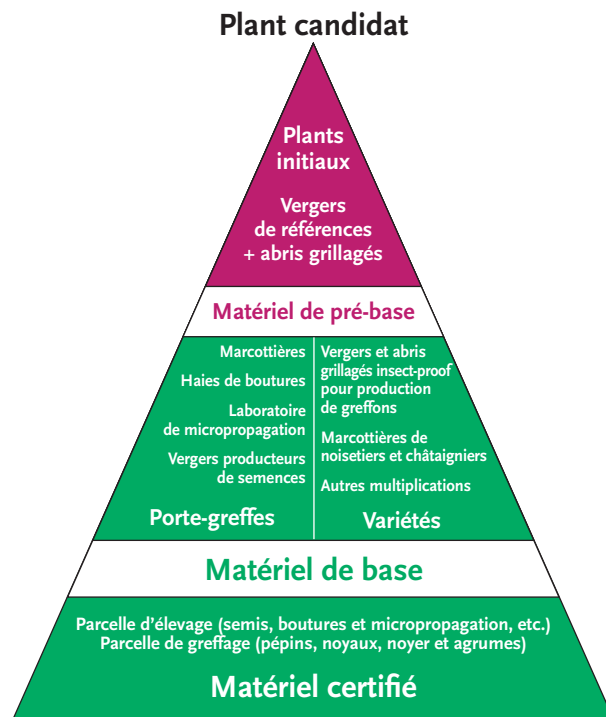 Plant candidat
Plants
initiaux
Vergers
de références
+ abris grillagés
Matériel de pré-base
Marcottières
Haies de boutures
Laboratoire
de micropropagation
Vergers producteurs
de semences
Porte-greffes
Vergers et abris
grillagés insect-proof
pour production
de greffons
Marcottières de
noisetiers et châtaigniers
Autres multiplications
Variétés
Matériel de base
Parcelle d'élevage (semis, boutures et micropropagation, etc.)
Parcelle de greffage (pépins, noyaux, noyer et agrumes)
Matériel certifié